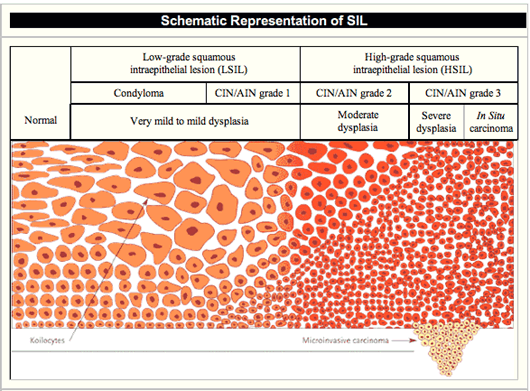 Schematic Representation of SIL
Low-grade squamous
intraepithelial lesion (LSIL)
High-grade squamous
intraepithelial lesion (HSIL)
Condyloma
CIN/AIN grade 1
CIN/AIN grade 2
CIN/AIN grade 3
Normal
Very mild to mild dysplasia
Moderate
dysplasia
Severe
dysplasia
In Situ
carcinoma
Koilocytes
Microinvasive carcinoma